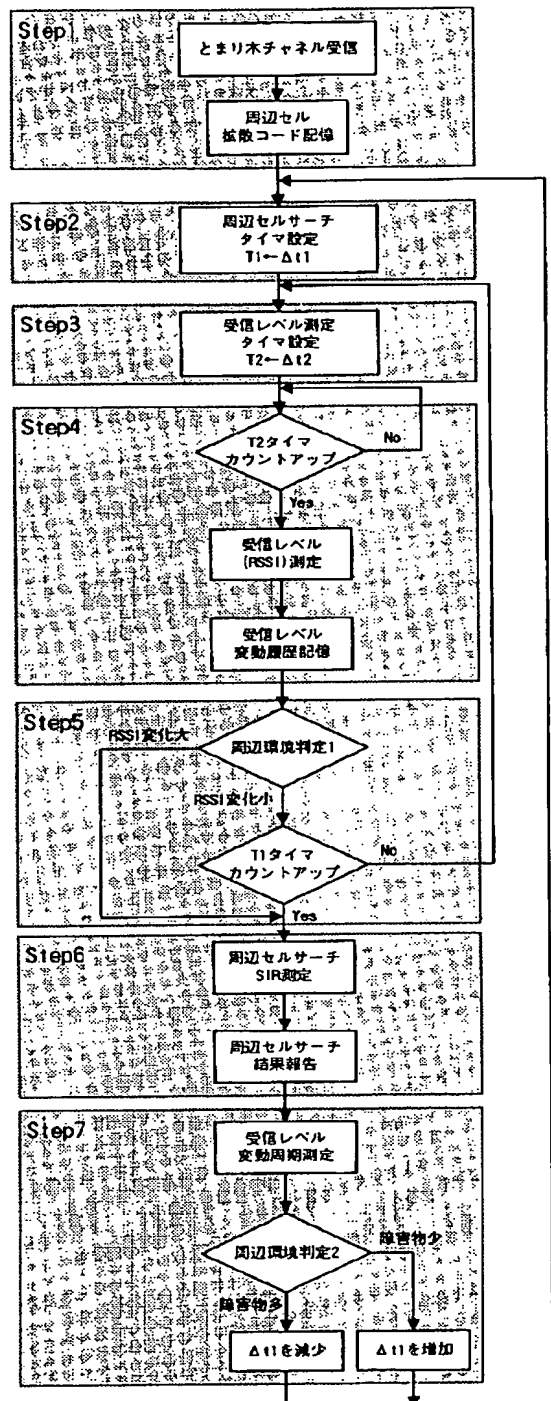 Step1
とまり木チャネル受信
周辺セル
拡散コード記憶
Step2
周辺セルサーチ
タイマ設定
T1←Δt1
Step3
受信レベル測定
タイマ設定
T2←Δt2
Step4
T2タイマ
カウントアップ
No
Yes
受信レベル
(RSSI)測定
受信レベル
変動履歴記憶
Step5
RSSI変化大
周辺環境判定1
RSSI変化小
T1タイマ
カウントアップ
No
Yes
Step6
周辺セルサーチ
SIR測定
周辺セルサーチ
結果報告
Step7
受信レベル
変動周期測定
周辺環境判定2
障害物少
障害物多
Δt1を減少
Δt1を増加